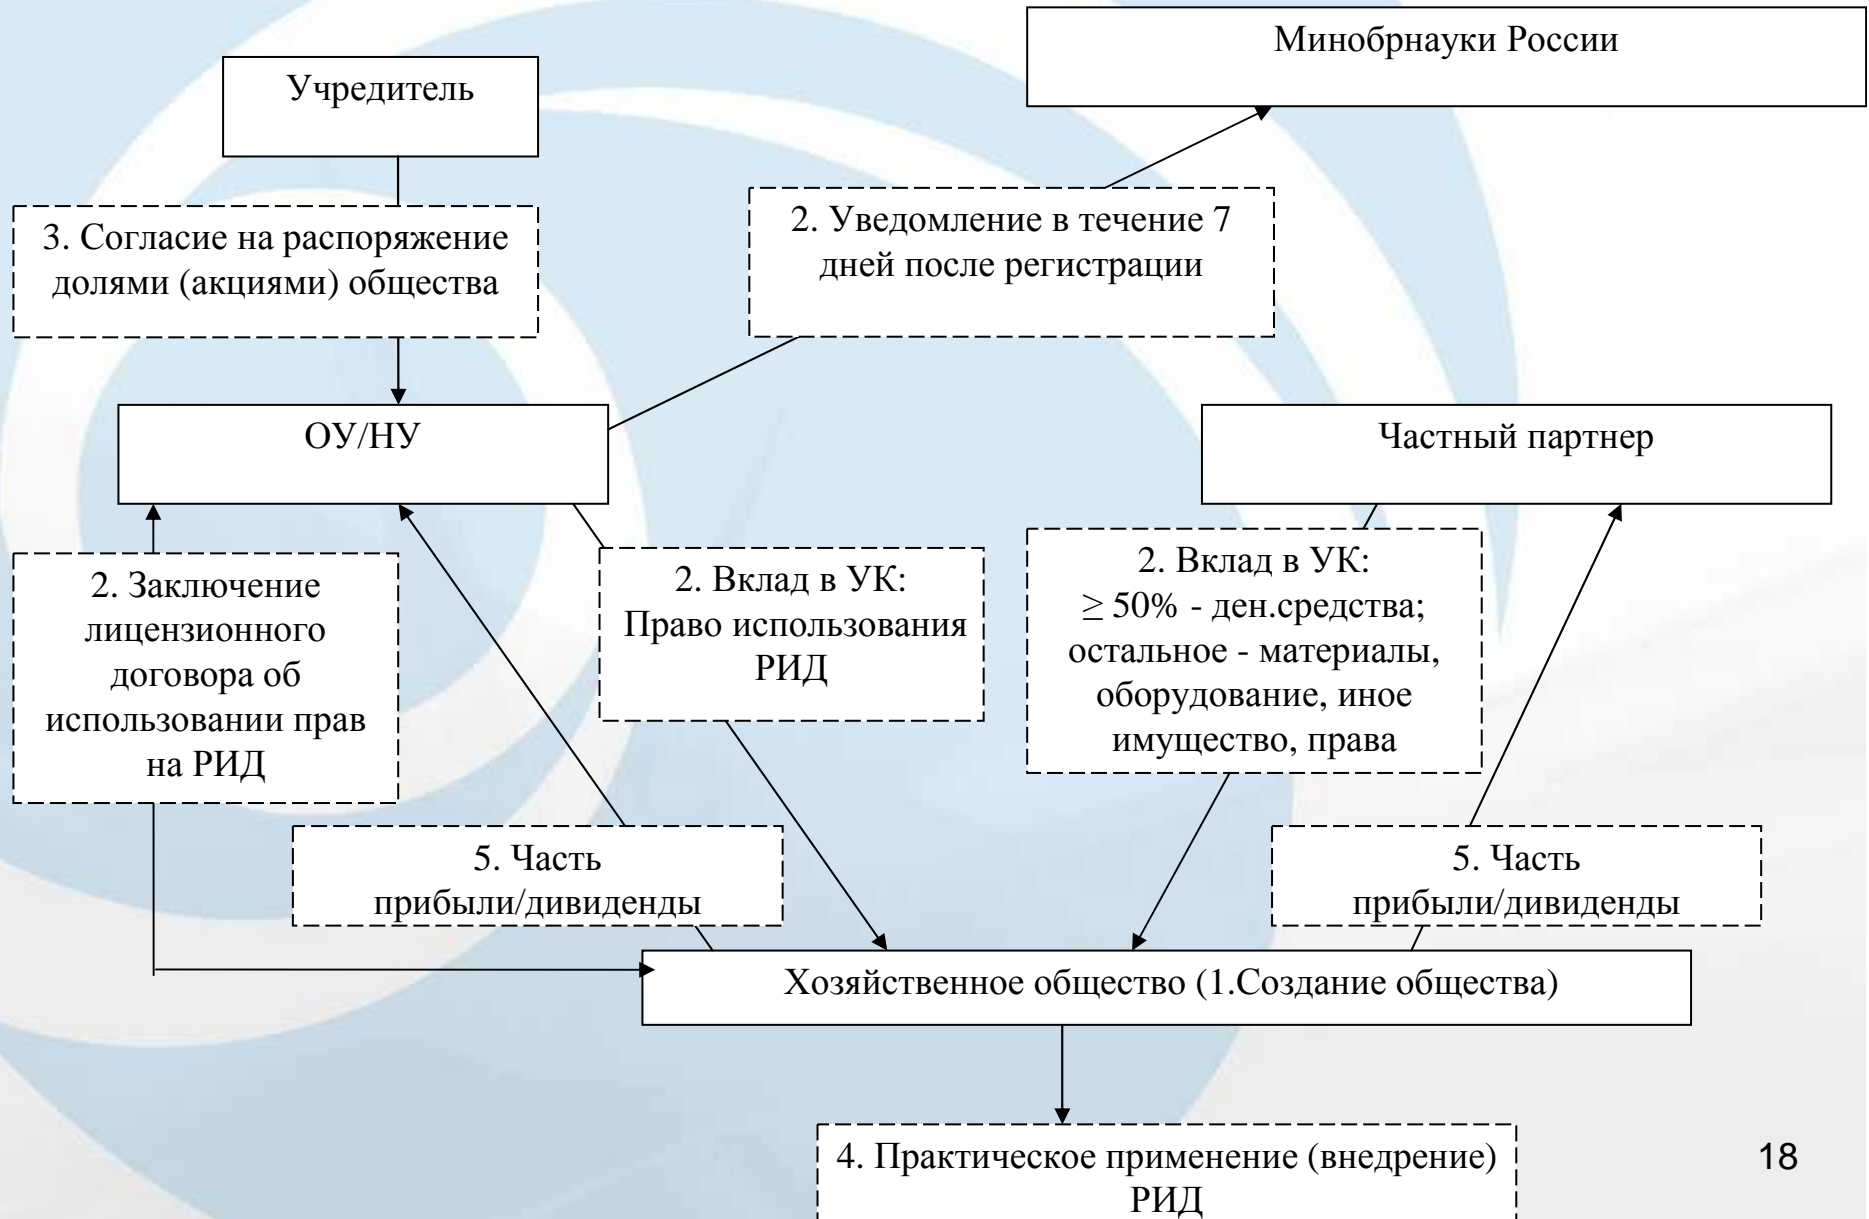 Минобрнауки России
Учредитель
3. Согласие на распоряжение
долями (акциями) общества
2. Уведомление в течение 7
дней после регистрации
ОУ/НУ
Частный партнер
2. Заключение
лицензионного
договора об
использовании прав
на РИД
2. Вклад в УК:
Право использования
РИД
2. Вклад в УК:
≥ 50% - ден.средства;
остальное - материалы,
оборудование, иное
имущество, права
5. Часть
прибыли/дивиденды
5. Часть
прибыли/дивиденды
Хозяйственное общество (1.Создание общества)
4. Практическое применение (внедрение)
РИД
18